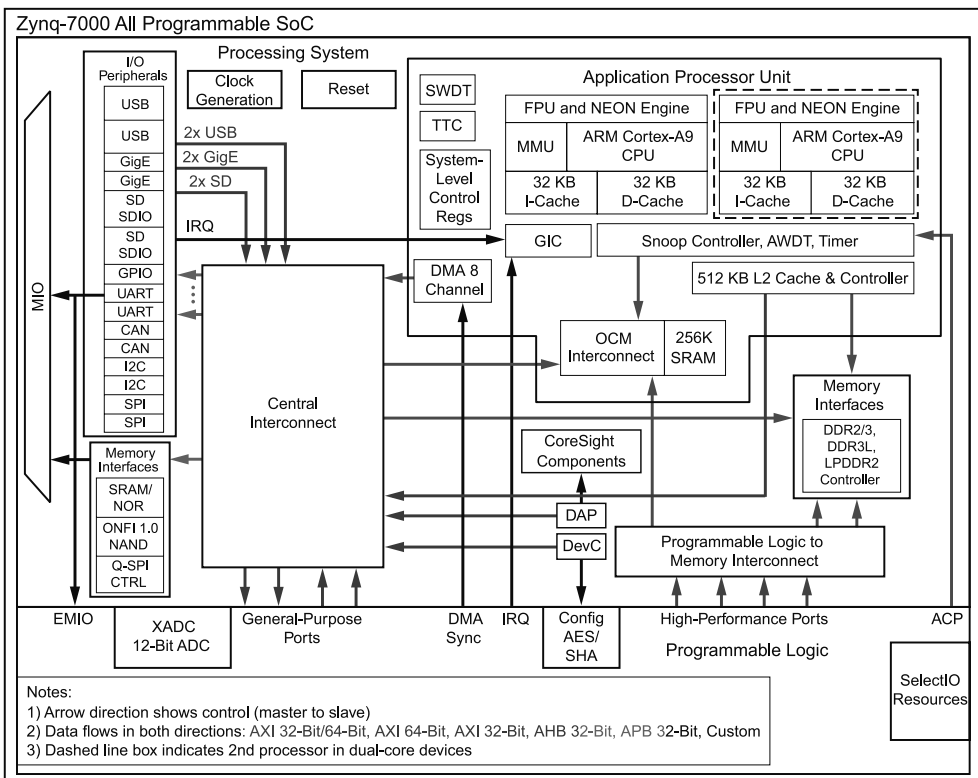 Zynq-7000 All Programmable SoC
Processing System
I/O
Peripherals
USB
USB
GigE
GigE
SD
SDIO
SD
SDIO
GPIO
UART
UART
CAN
CAN
I2C
I2C
SPI
SPI
MIO
Clock
Generation
Reset
2x USB
2x GigE
2x SD
IRQ
SWDT
TTC
System-
Level
Control
Regs
Application Processor Unit
FPU and NEON Engine
MMU
ARM Cortex-A9
CPU
32 KB
I-Cache
32 KB
D-Cache
FPU and NEON Engine
MMU
ARM Cortex-A9
CPU
32 KB
I-Cache
32 KB
D-Cache
GIC
Snoop Controller, AWDT, Timer
DMA 8
Channel
512 KB L2 Cache & Controller
OCM
Interconnect
256K
SRAM
Central
Interconnect
Memory
Interfaces
DDR2/3,
DDR3L,
LPDDR2
Controller
CoreSight
Components
DAP
DevC
Programmable Logic to
Memory Interconnect
Memory
Interfaces
SRAM/
NOR
ONFI 1.0
NAND
Q-SPI
CTRL
EMIO
XADC
12-Bit ADC
General-Purpose
Ports
DMA
Sync
IRQ
Config
AES/
SHA
High-Performance Ports
ACP
Programmable Logic
SelectIO
Resources
Notes:
1) Arrow direction shows control (master to slave)
2) Data flows in both directions: AXI 32-Bit/64-Bit, AXI 64-Bit, AXI 32-Bit, AHB 32-Bit, APB 32-Bit, Custom
3) Dashed line box indicates 2nd processor in dual-core devices